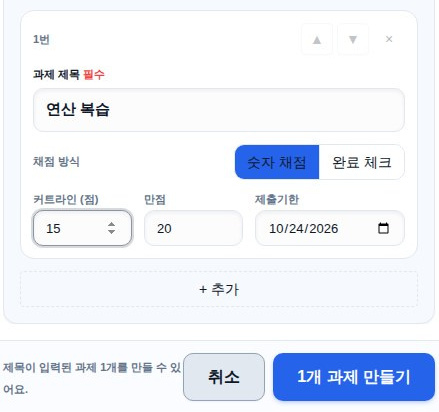 1번 ▲ ▼ ×
과제 제목 필수
연산 복습
채점 방식 숫자 채점 완료 체크
커트라인 (점) 만점 제출기한
15 20 10/24/2026
+ 추가
제목이 입력된 과제 1개를 만들 수 있 취소 1개 과제 만들기
어요.